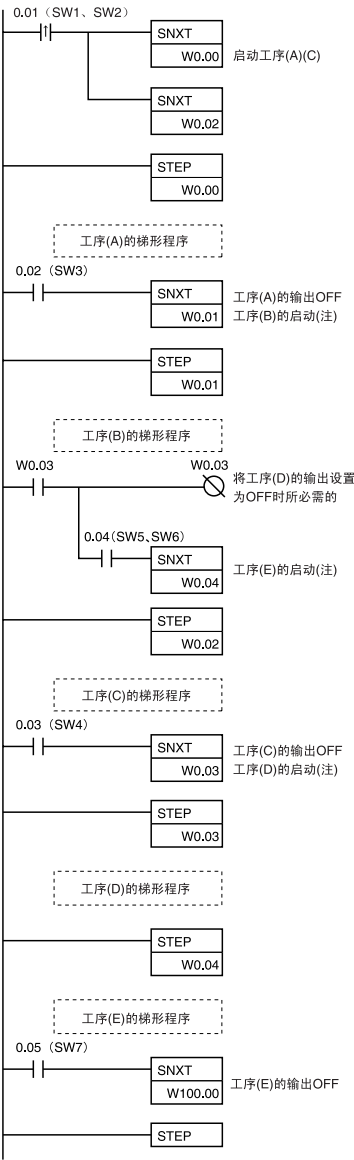 0.01 (SW1、SW2)
SNXT
W0.00
启动工序(A)(C)
SNXT
W0.02
STEP
W0.00
工序(A)的梯形程序
0.02 (SW3)
SNXT
W0.01
工序(A)的输出OFF
工序(B)的启动(注)
STEP
W0.01
工序(B)的梯形程序
W0.03
W0.03
将工序(D)的输出设置
为OFF时所必需的
0.04(SW5、SW6)
SNXT
W0.04
工序(E)的启动(注)
STEP
W0.02
工序(C)的梯形程序
0.03 (SW4)
SNXT
W0.03
工序(C)的输出OFF
工序(D)的启动(注)
STEP
W0.03
工序(D)的梯形程序
STEP
W0.04
工序(E)的梯形程序
0.05 (SW7)
SNXT
W100.00
工序(E)的输出OFF
STEP